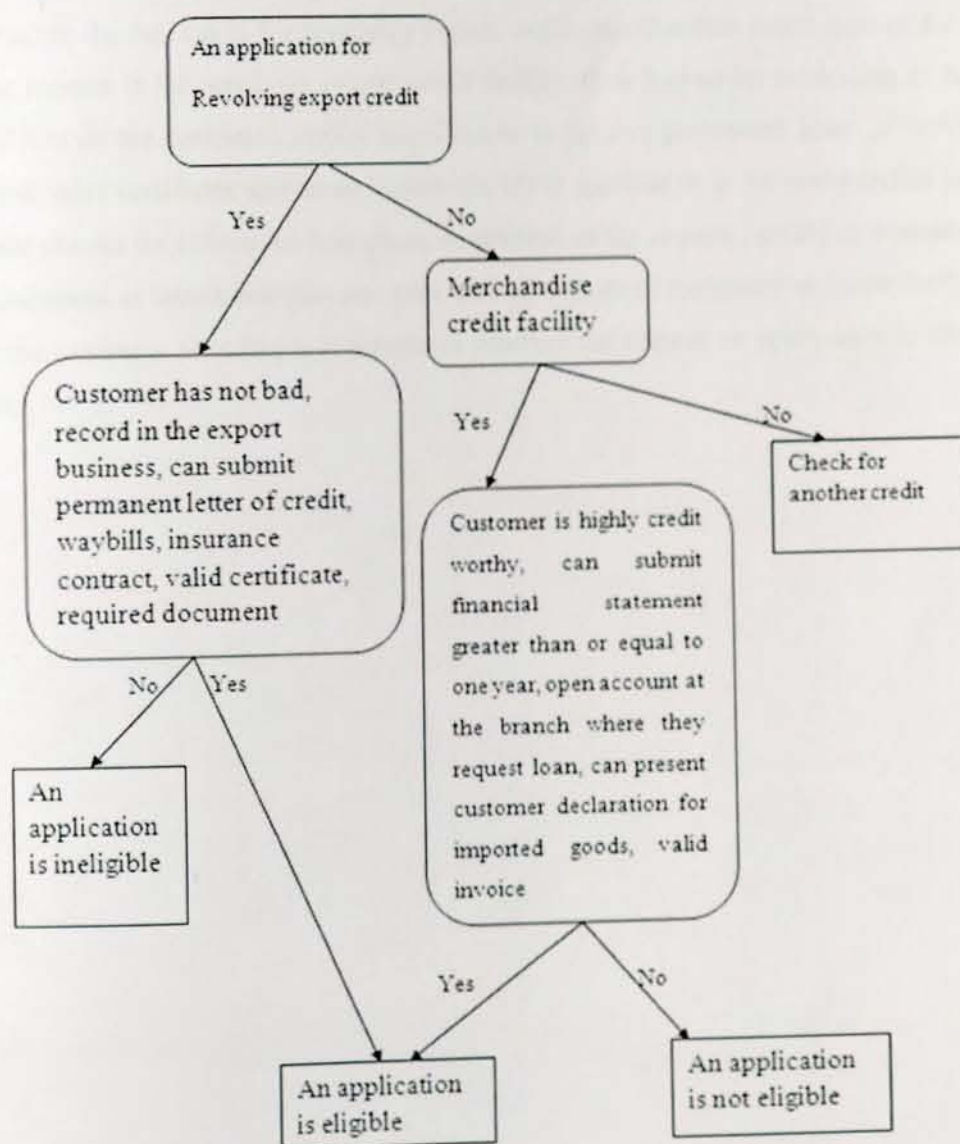 An application for
Revolving export credit
Yes
No
Merchandise
credit facility
Customer has not bad,
record in the export
business, can submit
permanent letter of credit,
waybills, insurance
contract, valid certificate,
required document
Yes
No
Check for
another credit
Customer is highly credit
worthy, can submit
financial statement
greater than or equal to
one year, open account at
the branch where they
request loan, can present
customer declaration for
imported goods, valid
invoice
No
Yes
An
application
is ineligible
Yes
No
An application
is eligible
An application
is not eligible